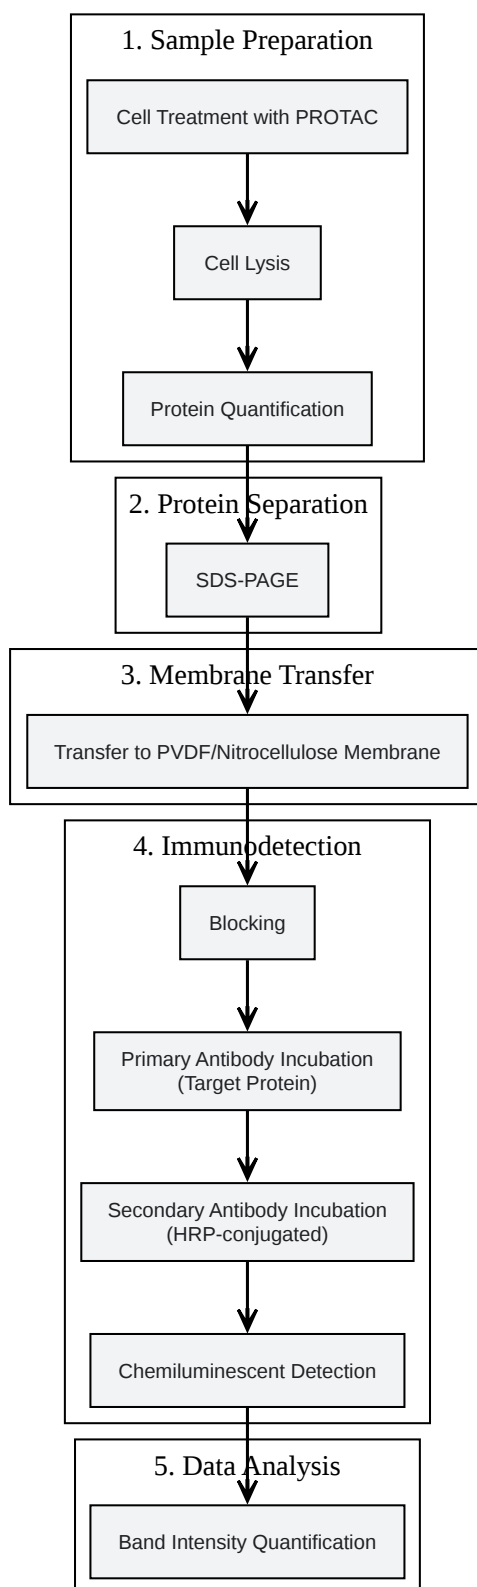 1. Sample Preparation
Cell Treatment with PROTAC
Cell Lysis
Protein Quantification
2. Protein Separation
SDS-PAGE
3. Membrane Transfer
Transfer to PVDF/Nitrocellulose Membrane
4. Immunodetection
Blocking
Primary Antibody Incubation
(Target Protein)
Secondary Antibody Incubation
(HRP-conjugated)
Chemiluminescent Detection
5. Data Analysis
Band Intensity Quantification